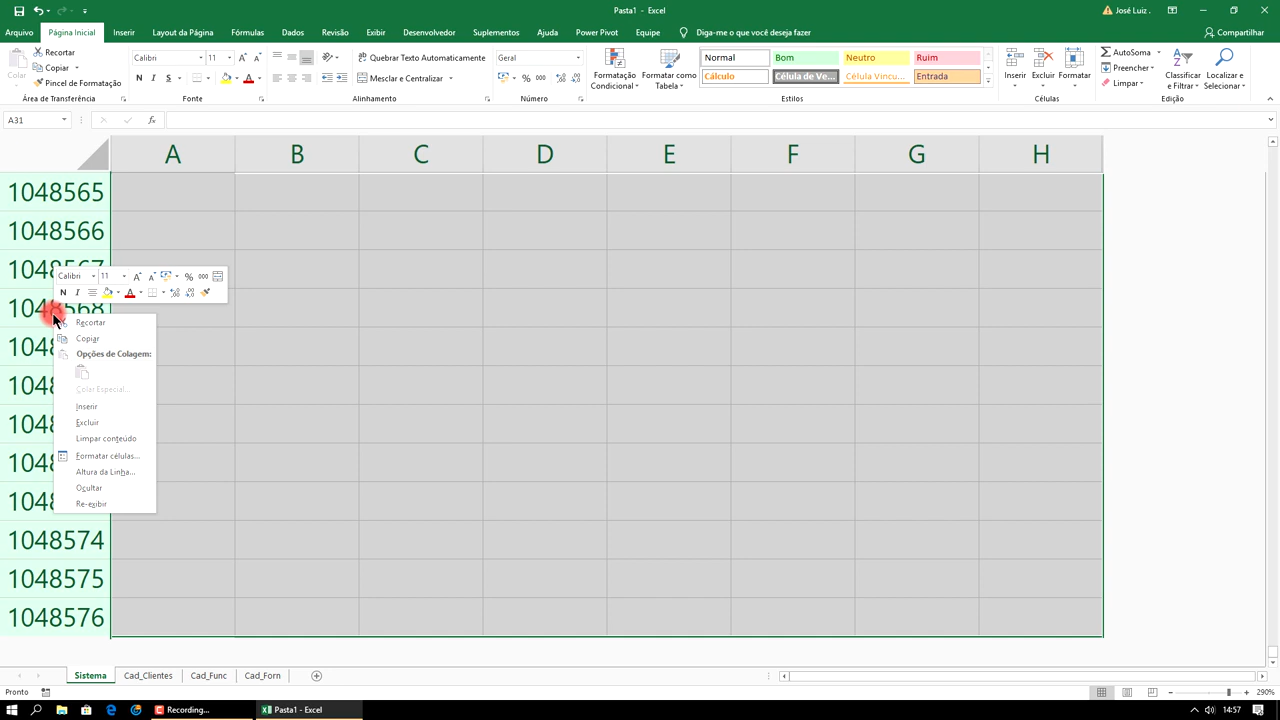 Pasta1 - Excel
José Luiz .
Arquivo Página Inicial Inserir Layout da Página Fórmulas Dados Revisão Exibir Desenvolvedor Suplementos Ajuda Power Pivot Equipe Diga-me o que você deseja fazer Compartilhar
Colar
Recortar
Copiar
Pincel de Formatação
Área de Transferência
Calibri 11
N I S
Fonte
Quebrar Texto Automaticamente
Mesclar e Centralizar
Alinhamento
Geral
% 000
Número
Formatação Condicional
Formatar como Tabela
Normal Bom Neutro Ruim
Cálculo Célula de Ve... Célula Vincu... Entrada
Estilos
Inserir Excluir Formatar
Células
AutoSoma
Preencher
Limpar
Classificar e Filtrar
Localizar e Selecionar
Edição
A31
fx
A B C D E F G H
1048565
1048566
1048567
Calibri 11 A A % 000
N I A
1048568
Recortar
Copiar
Opções de Colagem:
Colar Especial...
Inserir
Excluir
Limpar conteúdo
Formatar células...
Altura da Linha...
Ocultar
Re-exibir
1048574
1048575
1048576
Sistema Cad_Clientes Cad_Func Cad_Forn
Pronto
290%
Recording...
Pasta1 - Excel
14:57